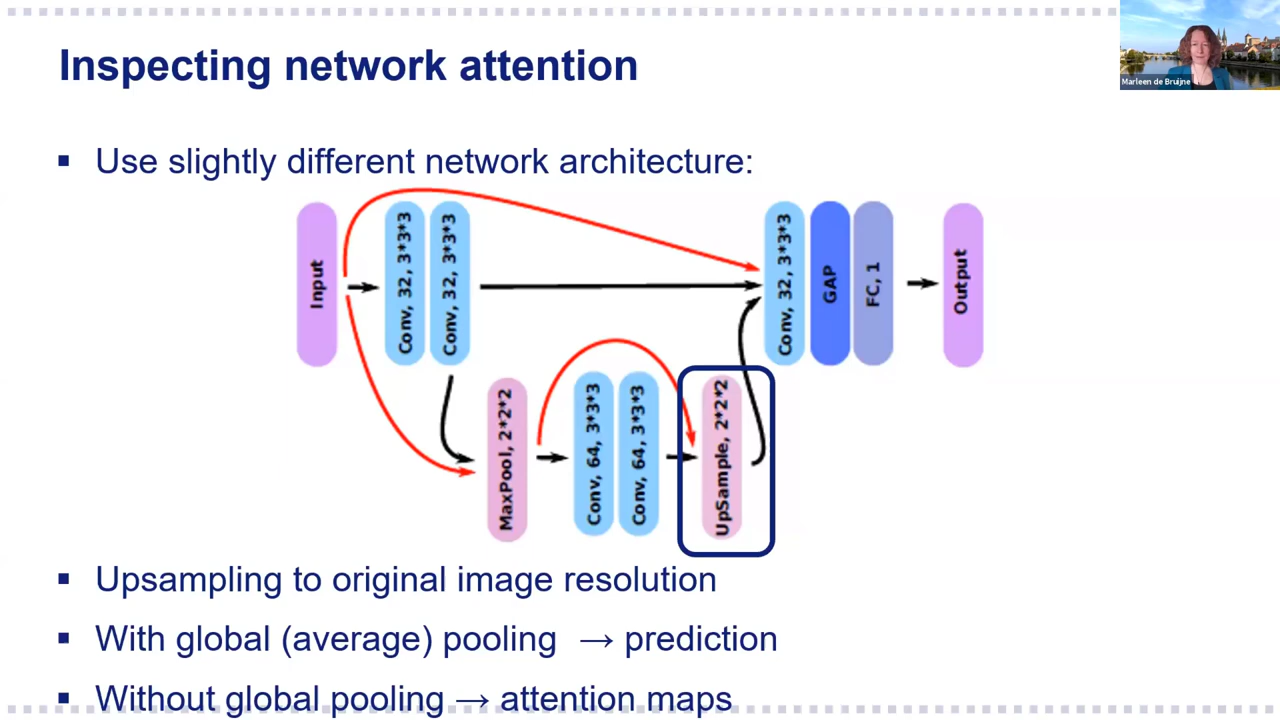 Inspecting network attention
Marleen de Bruijne
▪ Use slightly different network architecture:
Input
Conv, 32, 3*3*3
Conv, 32, 3*3*3
Conv, 32, 3*3*3
GAP
FC, 1
Output
MaxPool, 2*2*2
Conv, 64, 3*3*3
Conv, 64, 3*3*3
UpSample, 2*2*2
▪ Upsampling to original image resolution
▪ With global (average) pooling → prediction
▪ Without global pooling → attention maps